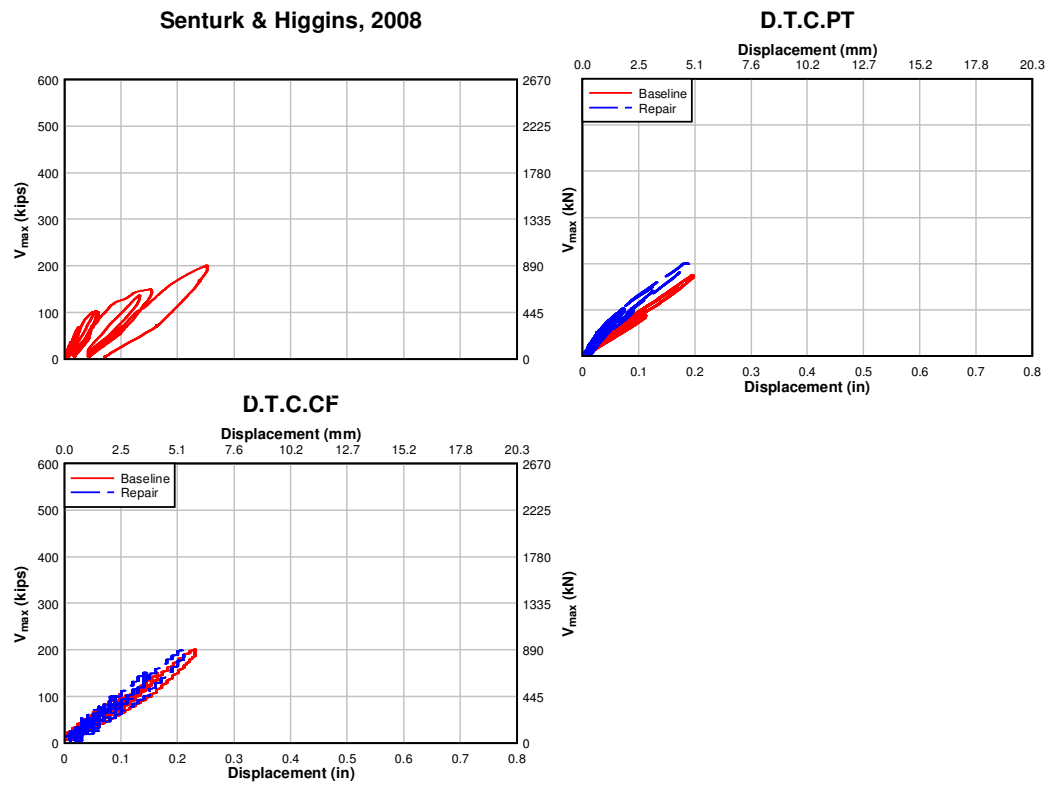 Senturk & Higgins, 2008
600 2670
500 2225
400 1780
300 1335
200 890
100 445
0 0
V_max (kips)
D.T.C.PT
Displacement (mm)
0.0 2.5 5.1 7.6 10.2 12.7 15.2 17.8 20.3
Baseline
Repair
V_max (kN)
0 0.1 0.2 0.3 0.4 0.5 0.6 0.7 0.8
Displacement (in)
D.T.C.CF
Displacement (mm)
0.0 2.5 5.1 7.6 10.2 12.7 15.2 17.8 20.3
600 2670
Baseline
Repair
500 2225
400 1780
300 1335
200 890
100 445
0 0
V_max (kips)
V_max (kN)
0 0.1 0.2 0.3 0.4 0.5 0.6 0.7 0.8
Displacement (in)